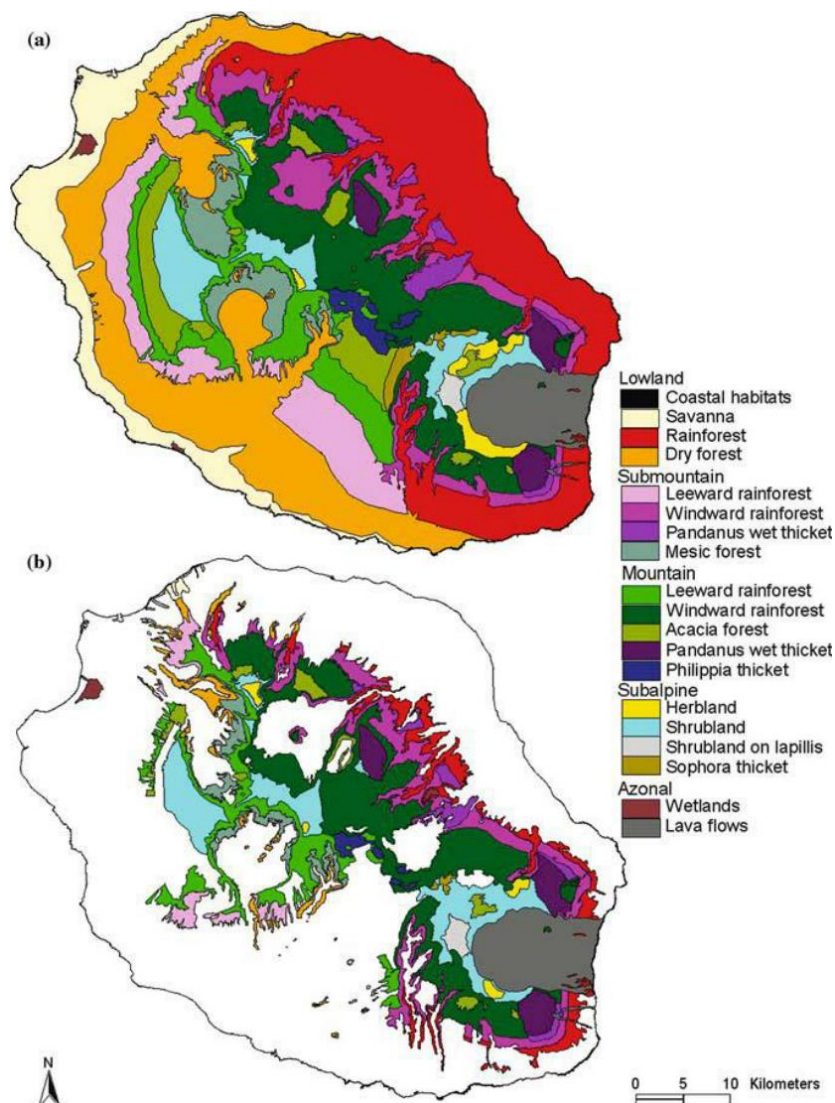 (a)
Lowland
Coastal habitats
Savanna
Rainforest
Dry forest
Submountain
Leeward rainforest
Windward rainforest
Pandanus wet thicket
Mesic forest
(b)
Mountain
Leeward rainforest
Windward rainforest
Acacia forest
Pandanus wet thicket
Philippia thicket
Subalpine
Herbland
Shrubland
Shrubland on lapillis
Sophora thicket
Azonal
Wetlands
Lava flows
N
0 5 10 Kilometers